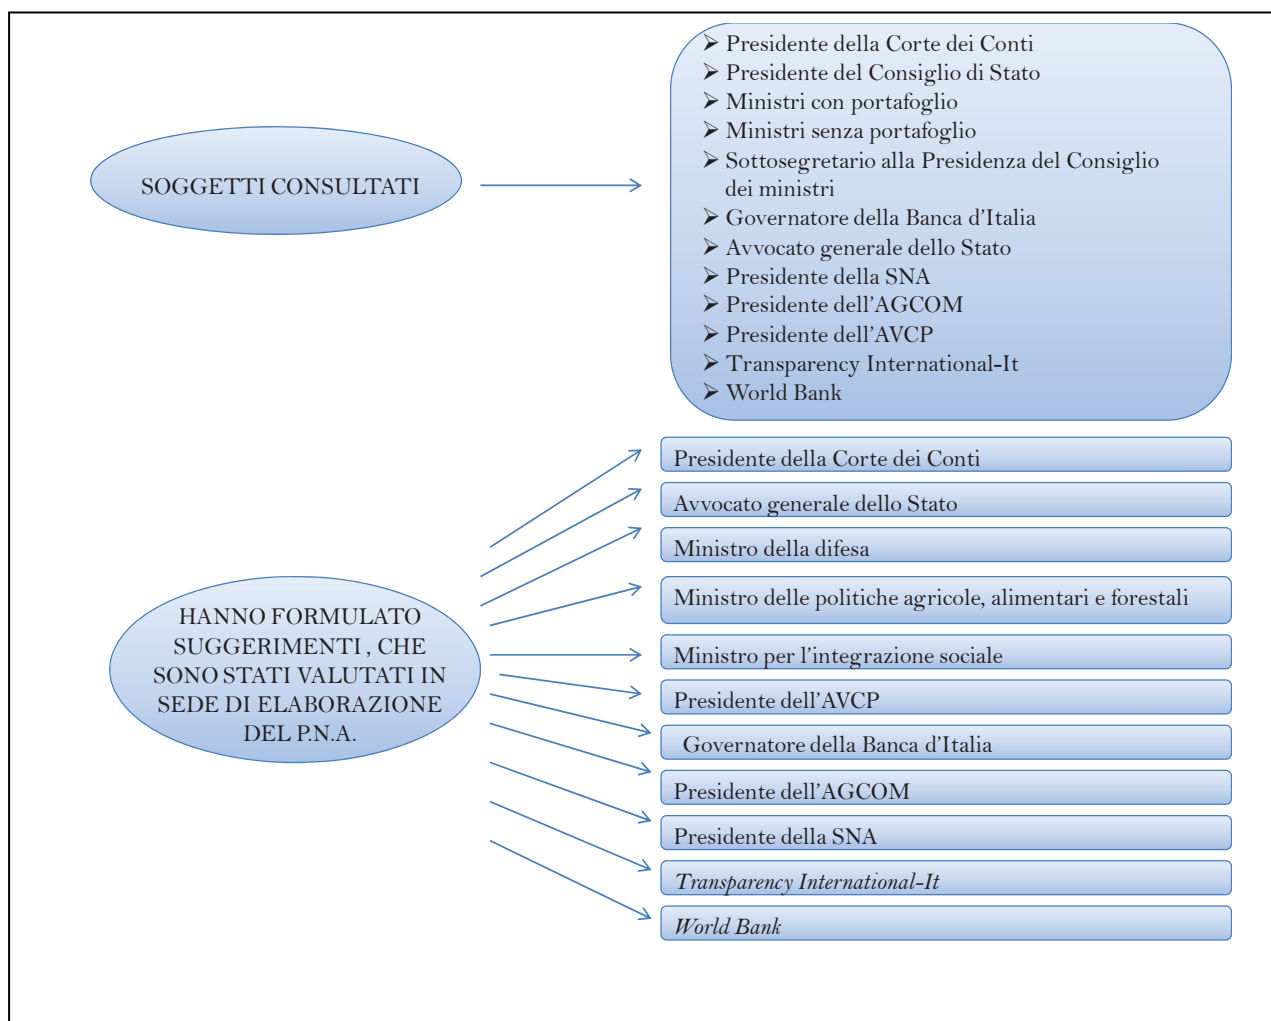 SOGGETTI CONSULTATI
➢ Presidente della Corte dei Conti
➢ Presidente del Consiglio di Stato
➢ Ministri con portafoglio
➢ Ministri senza portafoglio
➢ Sottosegretario alla Presidenza del Consiglio
dei ministri
➢ Governatore della Banca d'Italia
➢ Avvocato generale dello Stato
➢ Presidente della SNA
➢ Presidente dell'AGCOM
➢ Presidente dell'AVCP
➢ Transparency International-It
➢ World Bank
HANNO FORMULATO
SUGGERIMENTI , CHE
SONO STATI VALUTATI IN
SEDE DI ELABORAZIONE
DEL P.N.A.
Presidente della Corte dei Conti
Avvocato generale dello Stato
Ministro della difesa
Ministro delle politiche agricole, alimentari e forestali
Ministro per l'integrazione sociale
Presidente dell'AVCP
Governatore della Banca d'Italia
Presidente dell'AGCOM
Presidente della SNA
Transparency International-It
World Bank